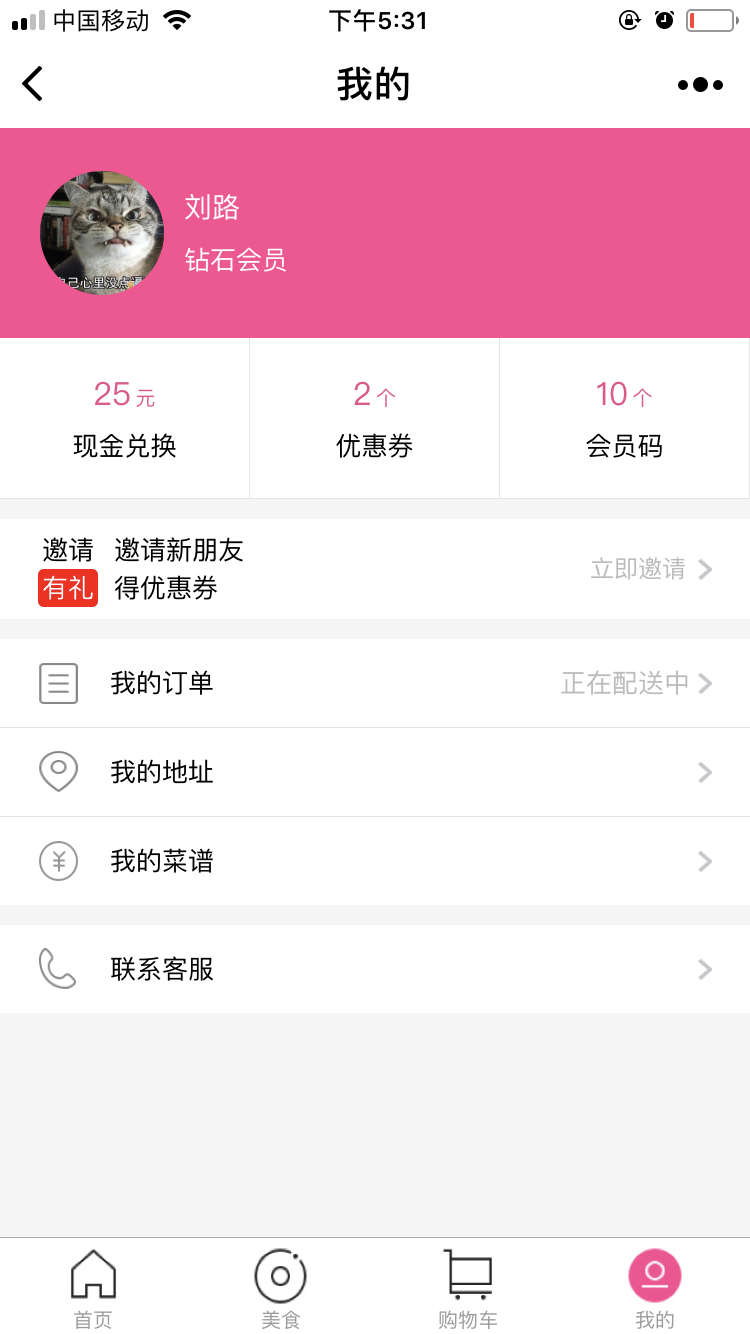 中国移动
下午5:31
我的
刘路
钻石会员
25元
2个
10个
现金兑换
优惠券
会员码
邀请
邀请新朋友
有礼
得优惠券
立即邀请
我的订单
正在配送中
我的地址
我的菜谱
联系客服
首页
美食
购物车
我的